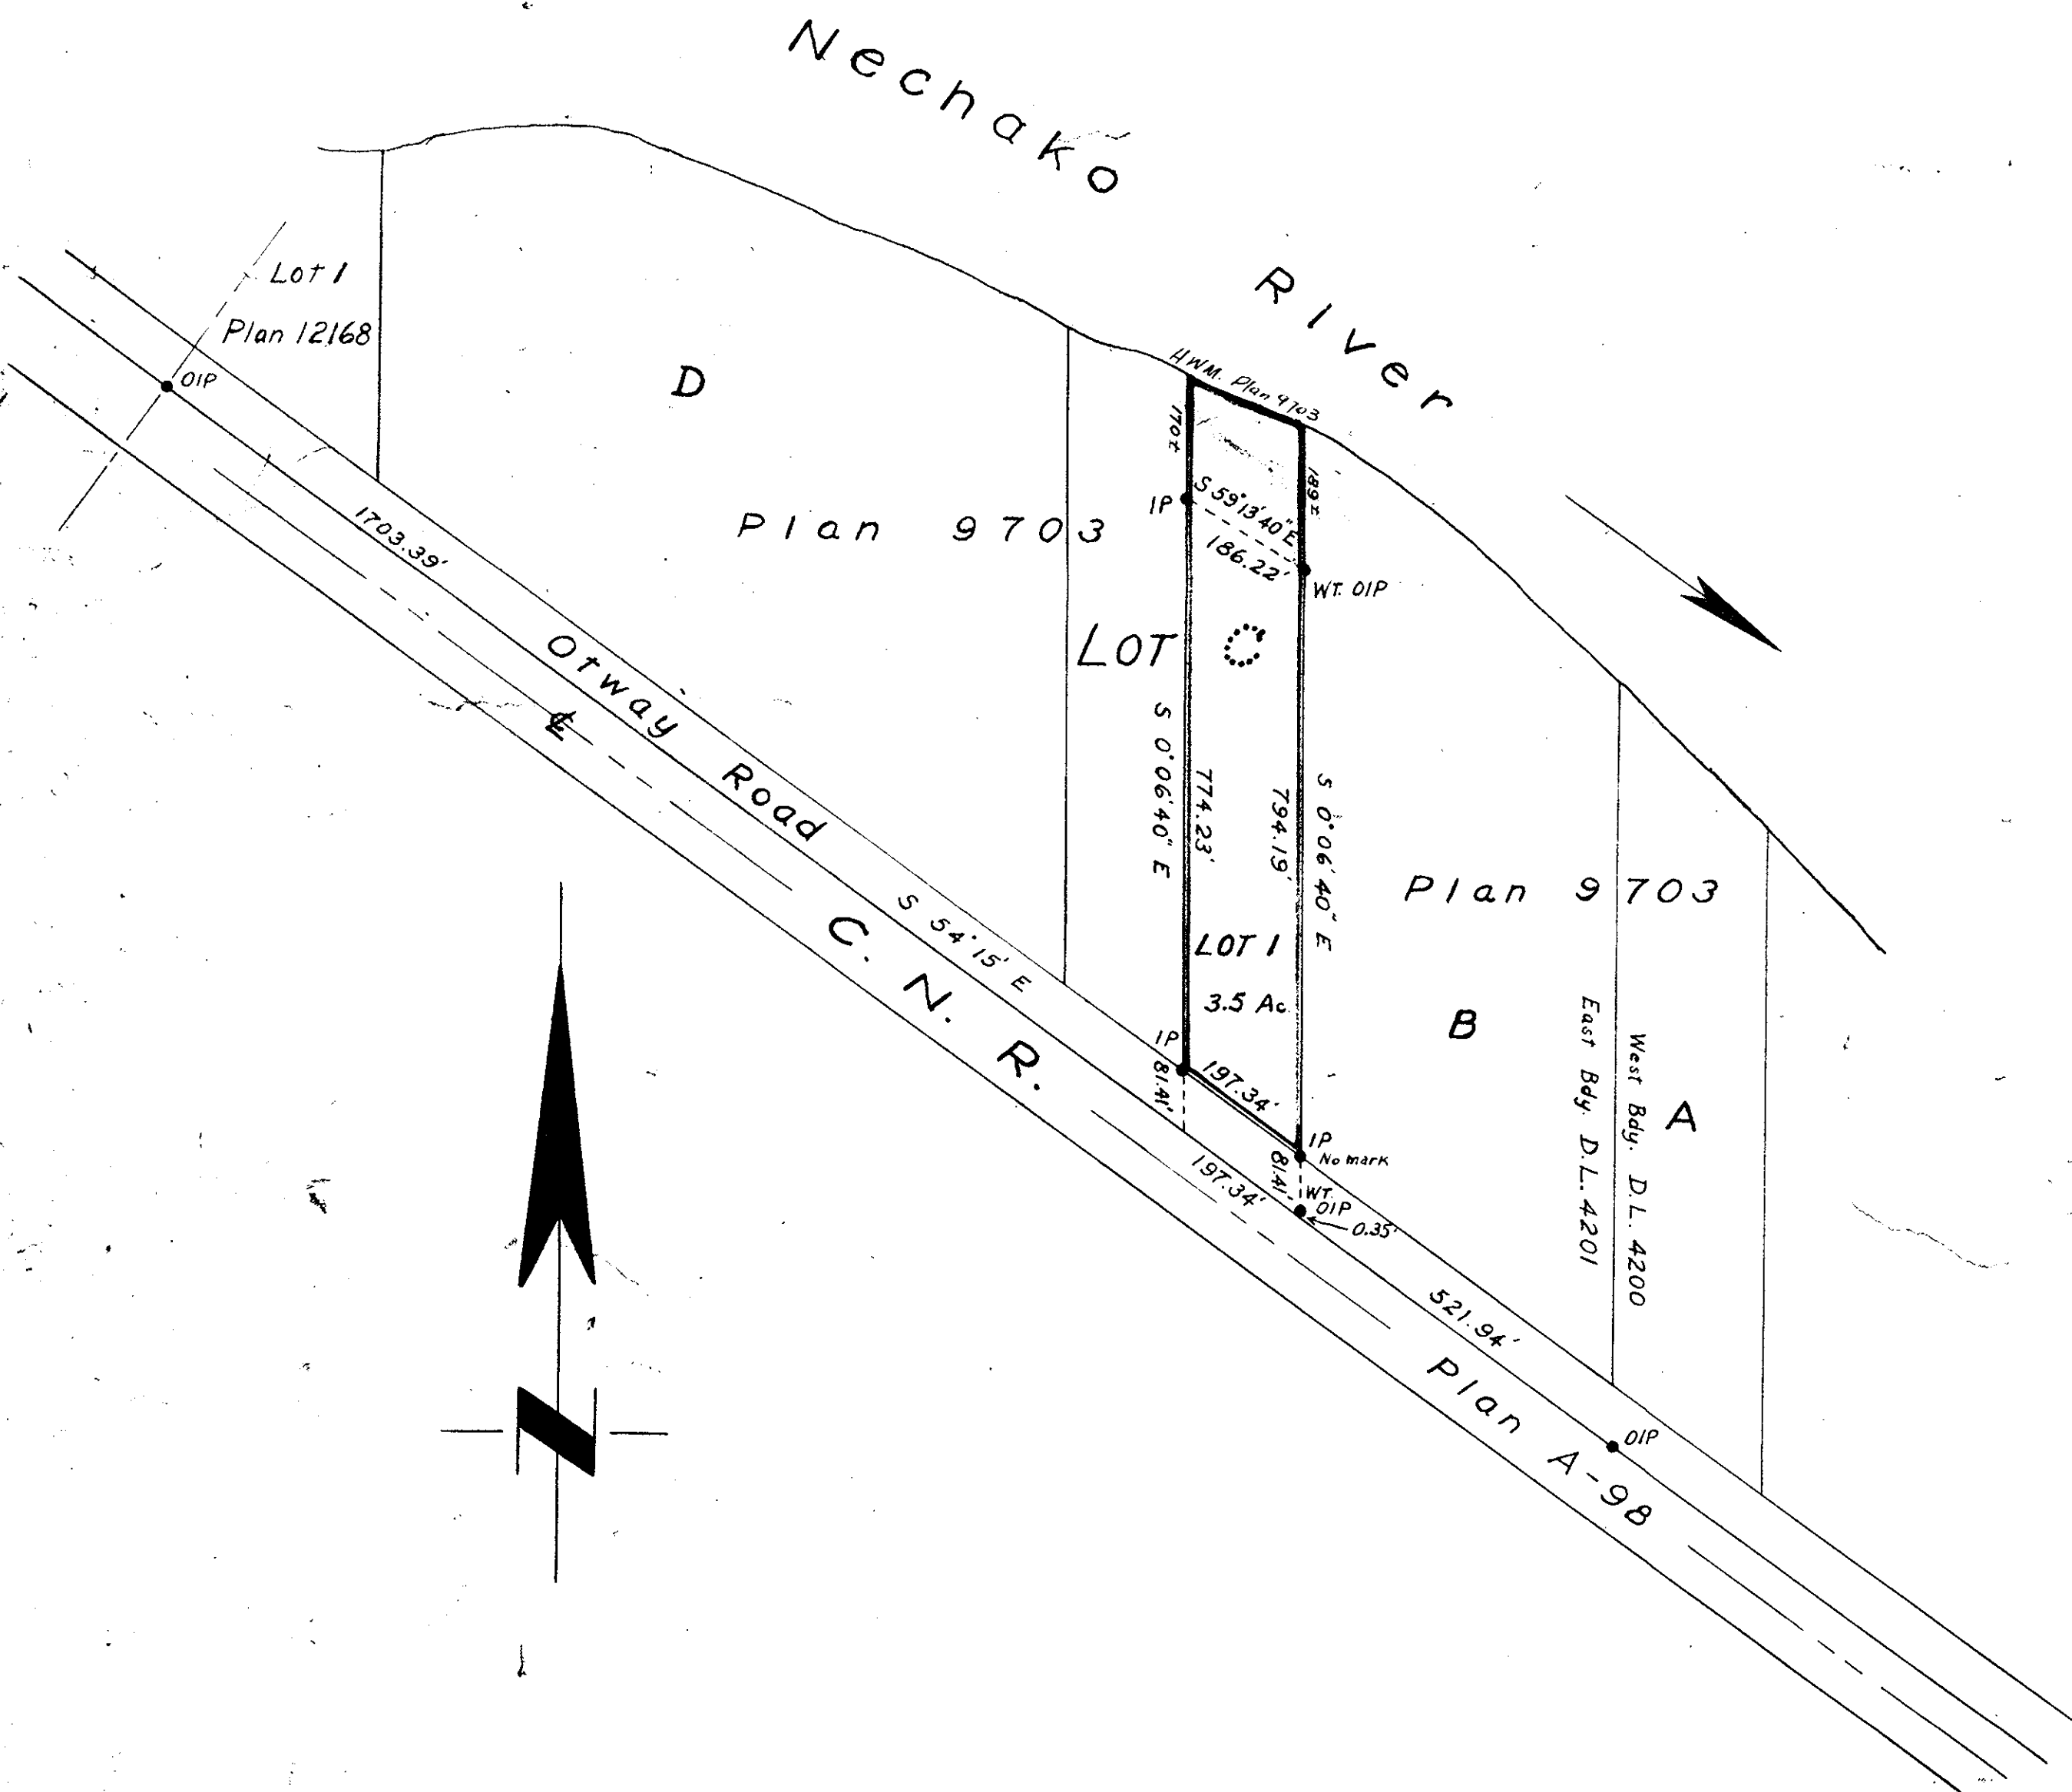 Nechako
River
Lot 1
Plan 12168
OIP
D
H.W.M. Plan 9703
170±
189±
IP
S 59°13'40" E
186.22'
WT. OIP
Plan 9703
1703.39'
LOT C
Otway Road
℄
S 0°06'40" E
774.23'
794.19'
S 0°06'40" E
Plan 9703
S 54°15' E
C. N. R.
LOT 1
3.5 Ac.
B
East Bdy. D.L. 4201
West Bdy. D.L. 4200
A
IP
81.41'
197.34'
IP
No mark
81.41'
197.34'
WT.
OIP
0.35'
521.94'
Plan A-98
OIP
N